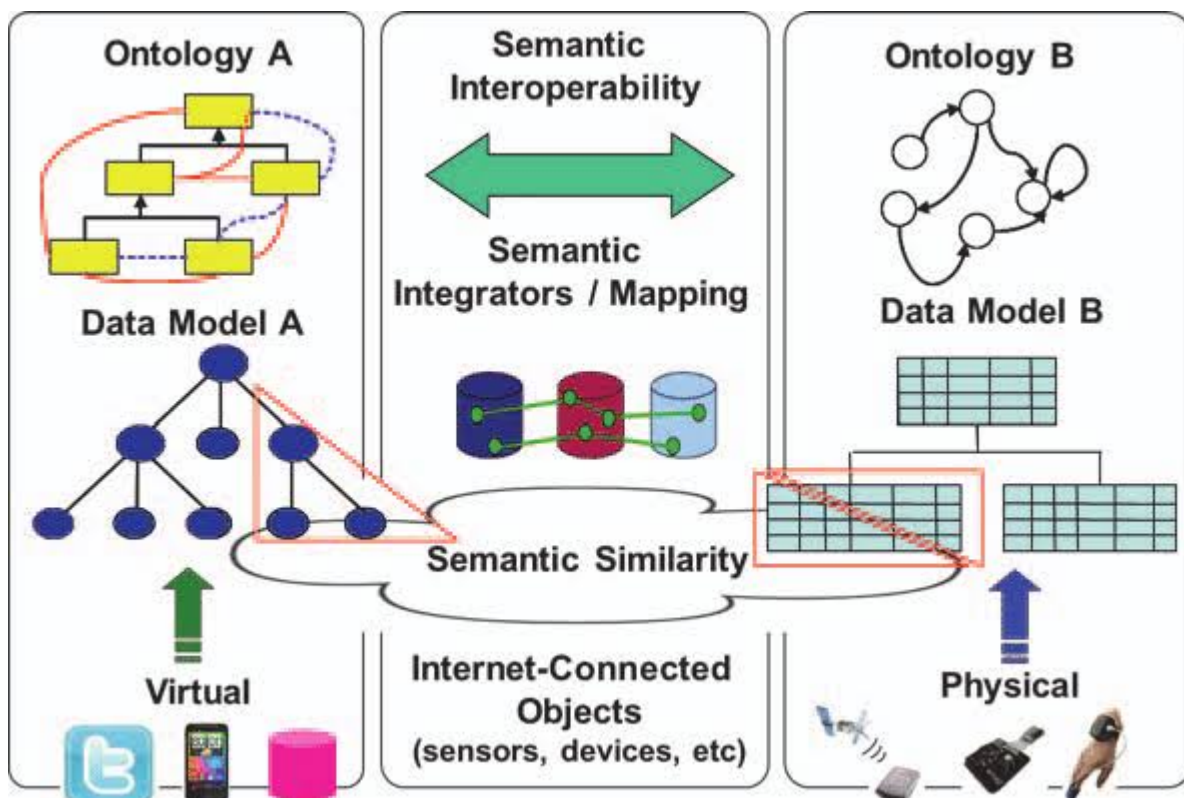 Ontology A
Data Model A
Virtual
Semantic
Interoperability
Semantic
Integrators / Mapping
Semantic Similarity
Internet-Connected
Objects
(sensors, devices, etc)
Ontology B
Data Model B
Physical
t